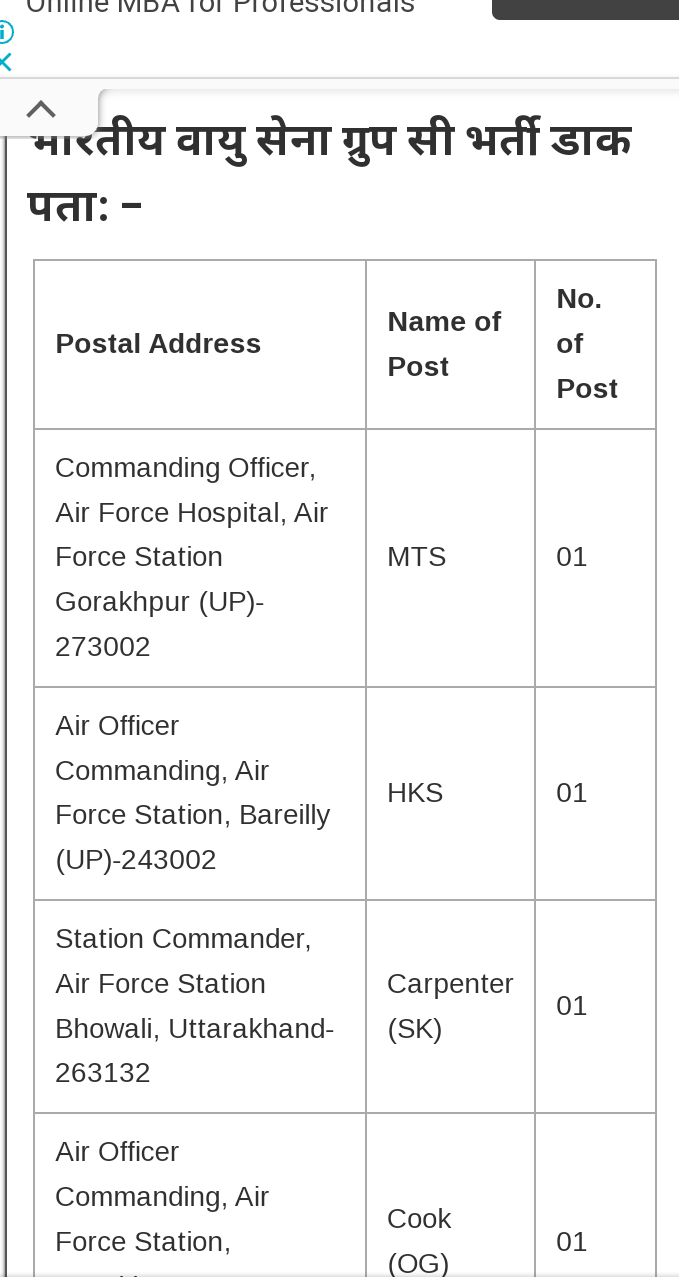 Online MBA for Professionals
भारतीय वायु सेना ग्रुप सी भर्ती डाक
पता: –
Postal Address
Name of
Post
No.
of
Post
Commanding Officer,
Air Force Hospital, Air
Force Station
Gorakhpur (UP)-
273002
MTS
01
Air Officer
Commanding, Air
Force Station, Bareilly
(UP)-243002
HKS
01
Station Commander,
Air Force Station
Bhowali, Uttarakhand-
263132
Carpenter
(SK)
01
Air Officer
Commanding, Air
Force Station,
Cook
(OG)
01